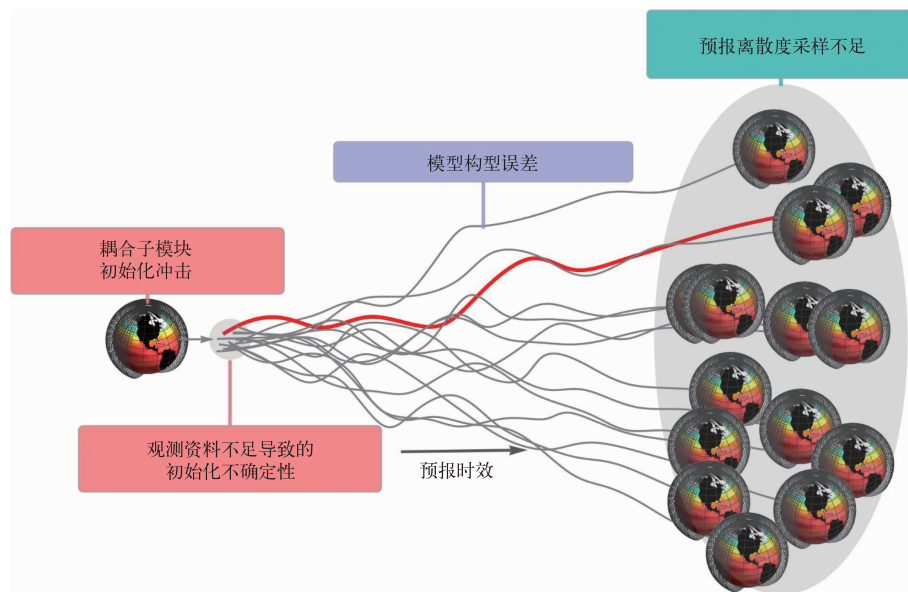 预报离散度采样不足
模型构型误差
耦合子模块
初始化冲击
观测资料不足导致的
初始化不确定性
预报时效